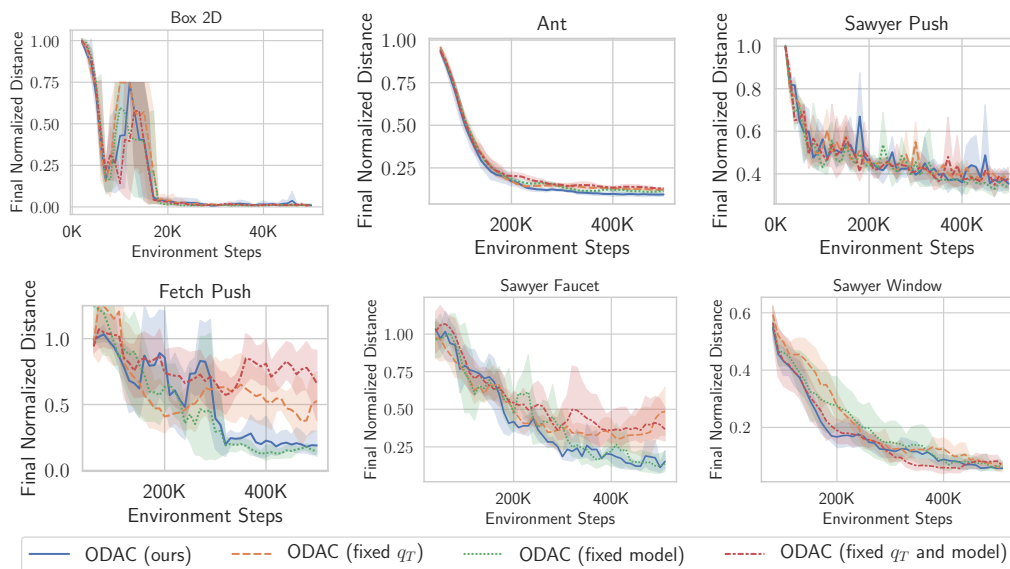 Box 2D
Final Normalized Distance
1.00
0.75
0.50
0.25
0.00
0K
20K
40K
Environment Steps
Ant
Final Normalized Distance
1.00
0.75
0.50
0.25
200K
400K
Environment Steps
Sawyer Push
Final Normalized Distance
1.0
0.8
0.6
0.4
200K
400K
Environment Steps
Fetch Push
Final Normalized Distance
1.0
0.5
0.0
200K
400K
Environment Steps
Sawyer Faucet
Final Normalized Distance
1.00
0.75
0.50
0.25
200K
400K
Environment Steps
Sawyer Window
Final Normalized Distance
0.6
0.4
0.2
200K
400K
Environment Steps
ODAC (ours)
ODAC (fixed q_T)
ODAC (fixed model)
ODAC (fixed q_T and model)